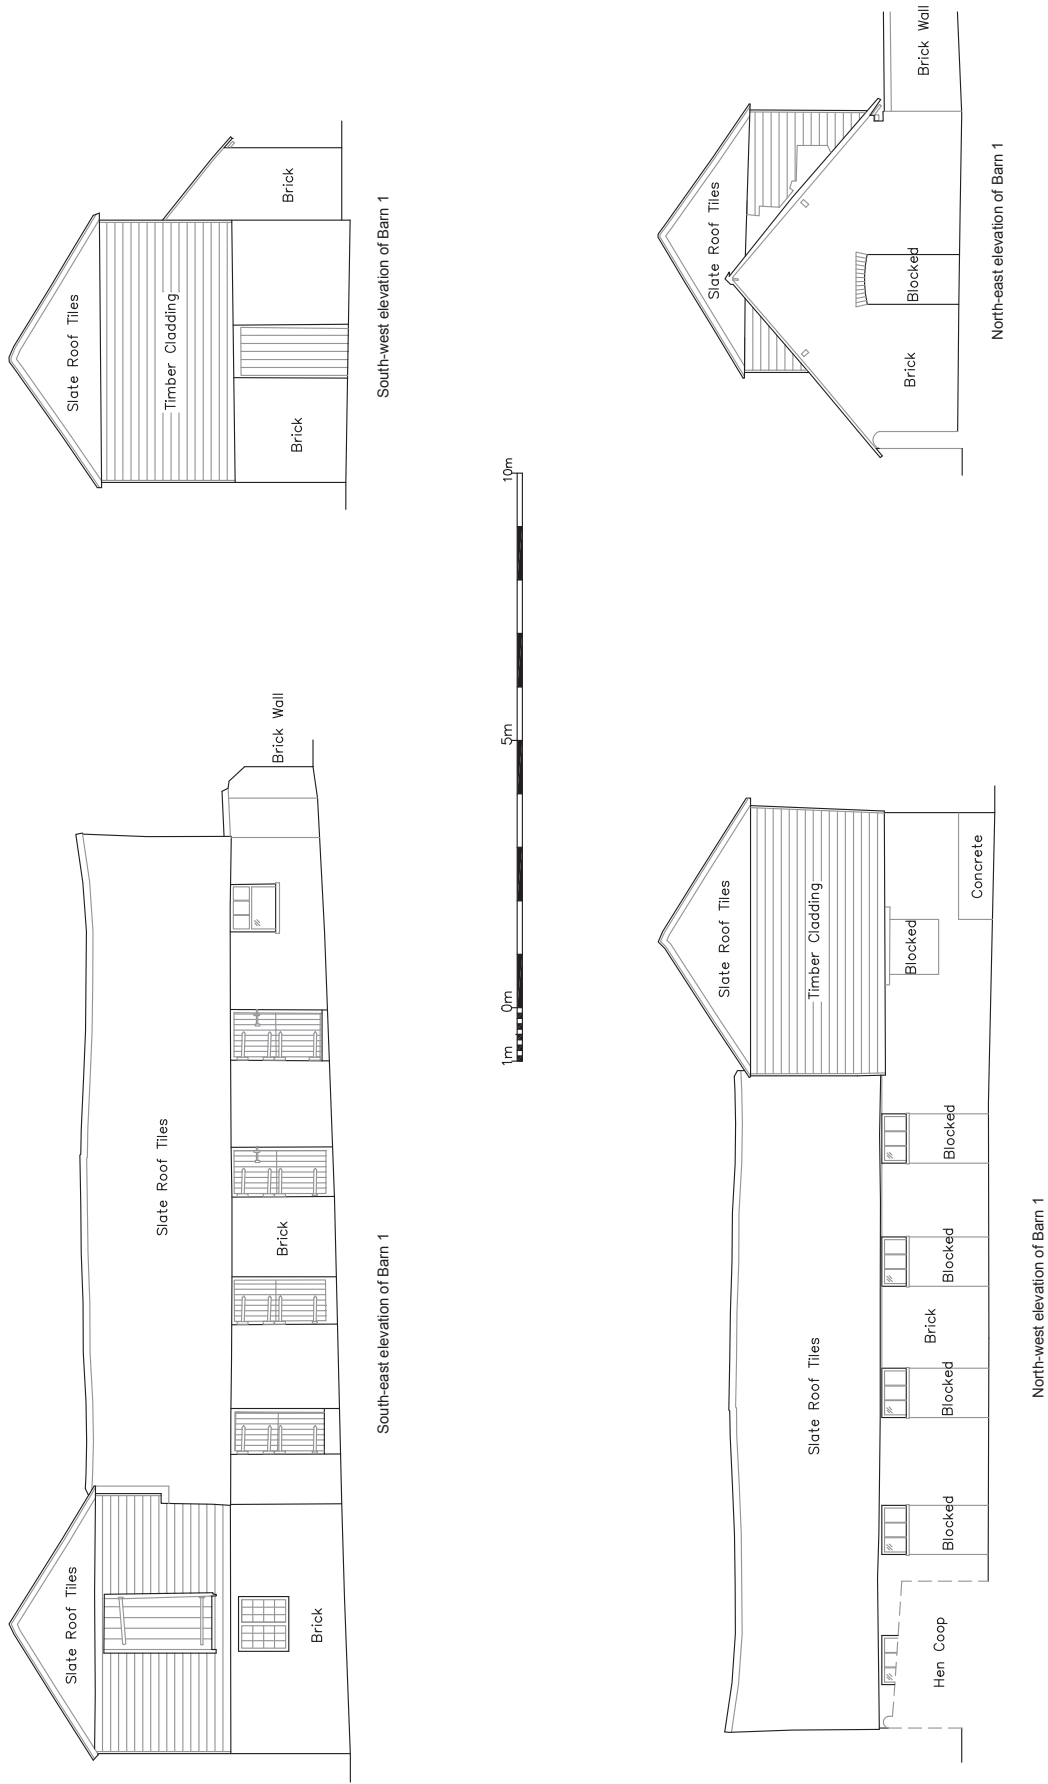 Slate Roof Tiles
Brick
Slate Roof Tiles
Brick
Brick Wall
South-east elevation of Barn 1
Slate Roof Tiles
Timber Cladding
Brick
Brick
South-west elevation of Barn 1
1m
0m
5m
10m
Hen Coop
Blocked
Blocked
Brick
Blocked
Blocked
Slate Roof Tiles
Slate Roof Tiles
Timber Cladding
Blocked
Concrete
North-west elevation of Barn 1
Slate Roof Tiles
Brick
Blocked
Brick Wall
North-east elevation of Barn 1